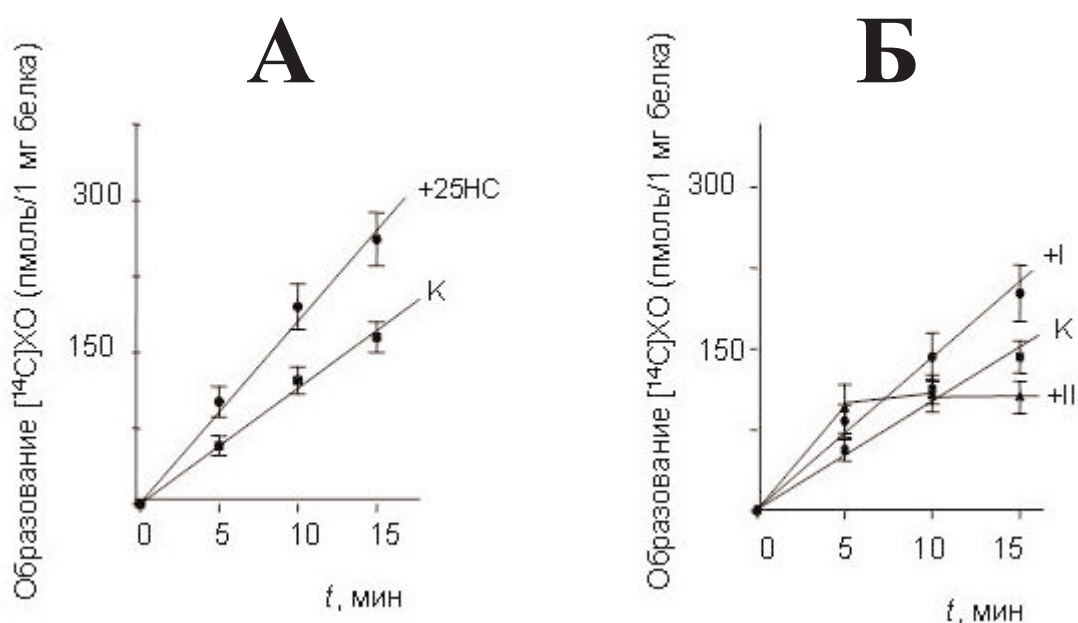 А
Образование [¹⁴C]ХО (пмоль/1 мг белка)
300
150
+25НС
К
0 5 10 15
t, мин
Б
Образование [¹⁴C]ХО (пмоль/1 мг белка)
300
150
+I
К
+II
0 5 10 15
t, мин